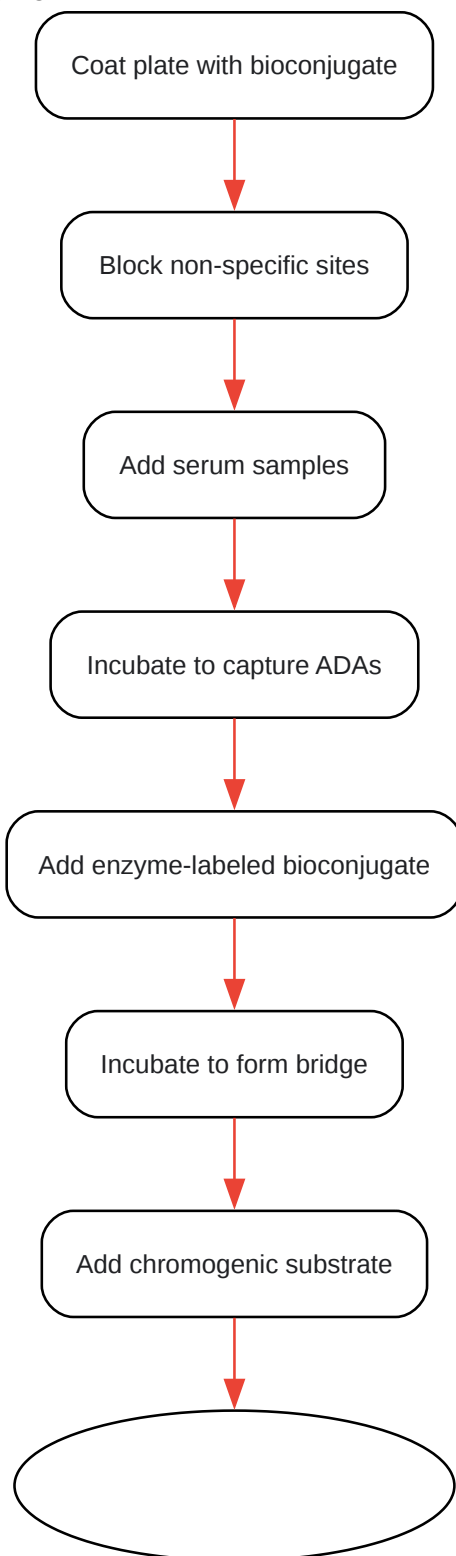 Coat plate with bioconjugate
Block non-specific sites
Add serum samples
Incubate to capture ADAs
Add enzyme-labeled bioconjugate
Incubate to form bridge
Add chromogenic substrate